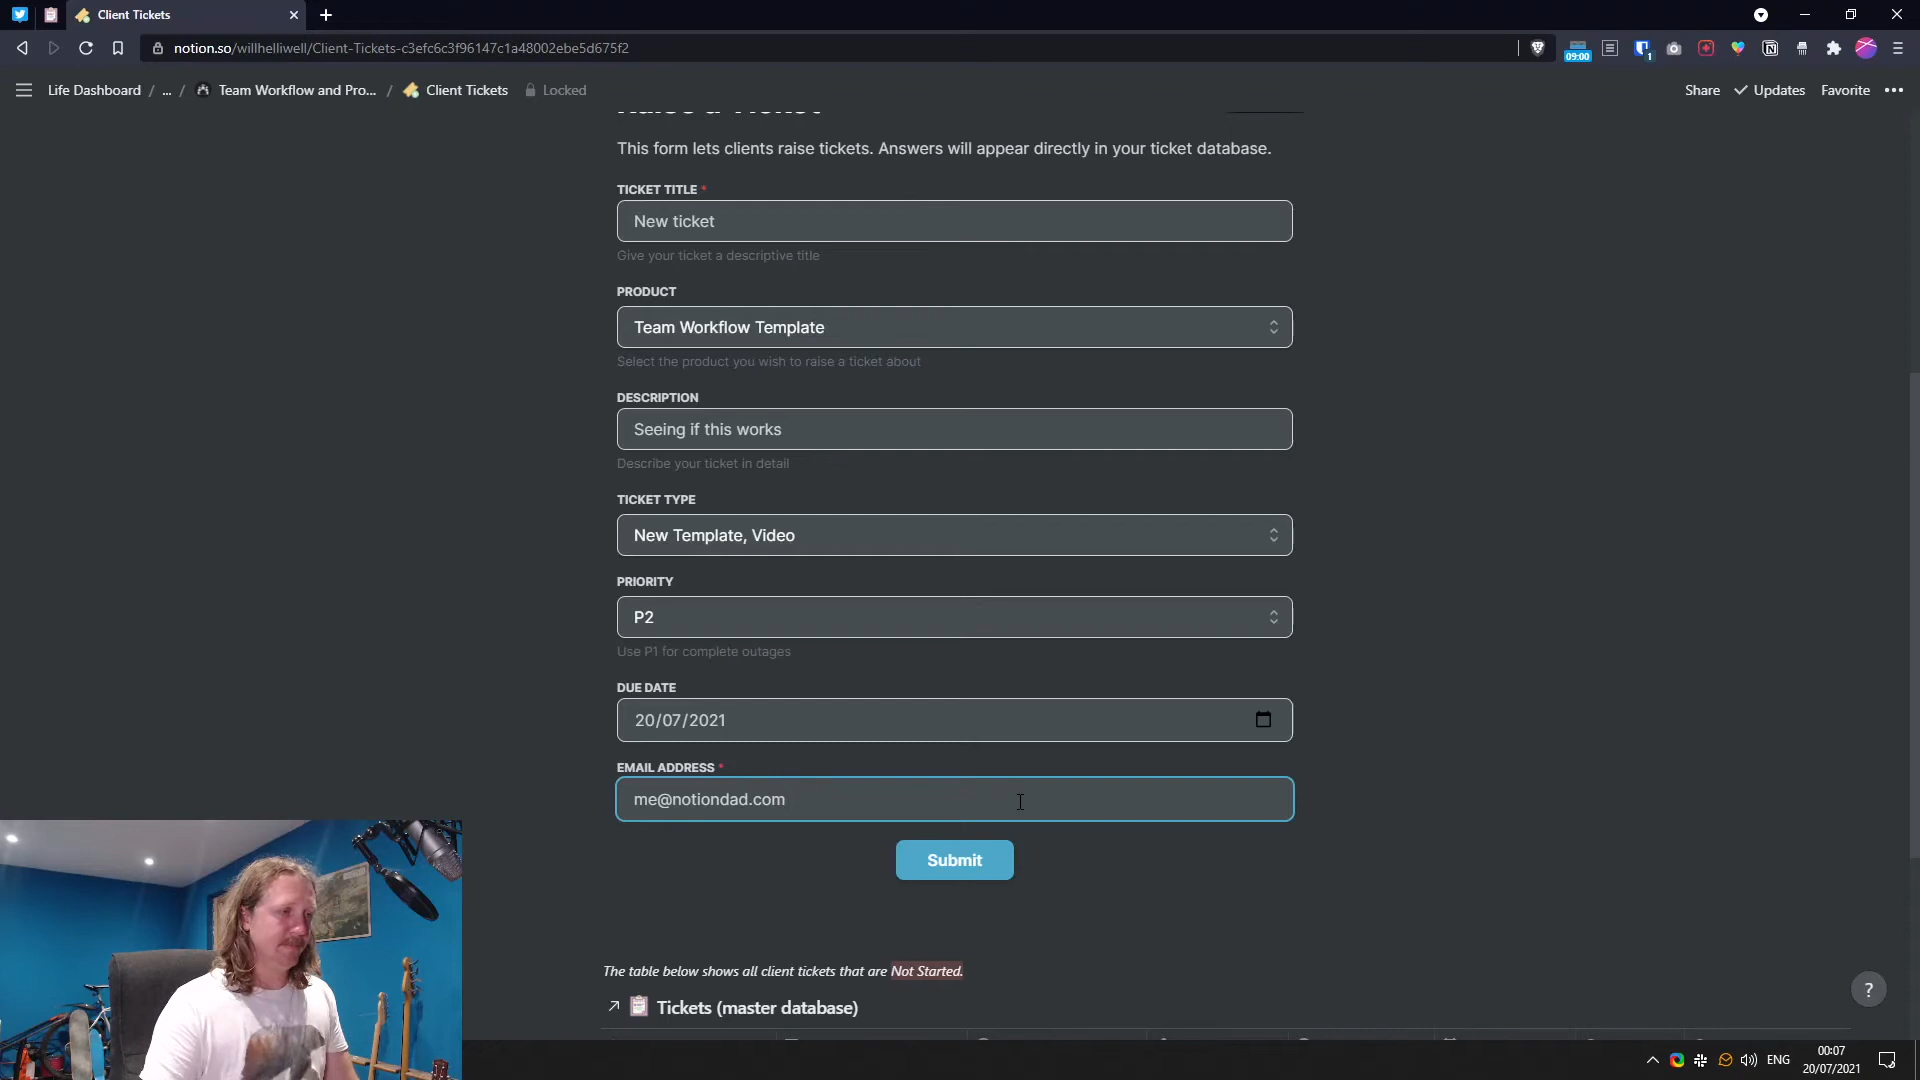 Client Tickets
notion.so/willhelliwell/Client-Tickets-c3efc6c3f96147c1a48002ebe5d675f2
09:00
1
Life Dashboard / ... / Team Workflow and Pro... / Client Tickets Locked
Share Updates Favorite
Raise a Ticket
This form lets clients raise tickets. Answers will appear directly in your ticket database.
TICKET TITLE *
New ticket
Give your ticket a descriptive title
PRODUCT
Team Workflow Template
Select the product you wish to raise a ticket about
DESCRIPTION
Seeing if this works
Describe your ticket in detail
TICKET TYPE
New Template, Video
PRIORITY
P2
Use P1 for complete outages
DUE DATE
20/07/2021
EMAIL ADDRESS *
me@notiondad.com
Submit
The table below shows all client tickets that are Not Started.
Tickets (master database)
?
ENG
00:07
20/07/2021